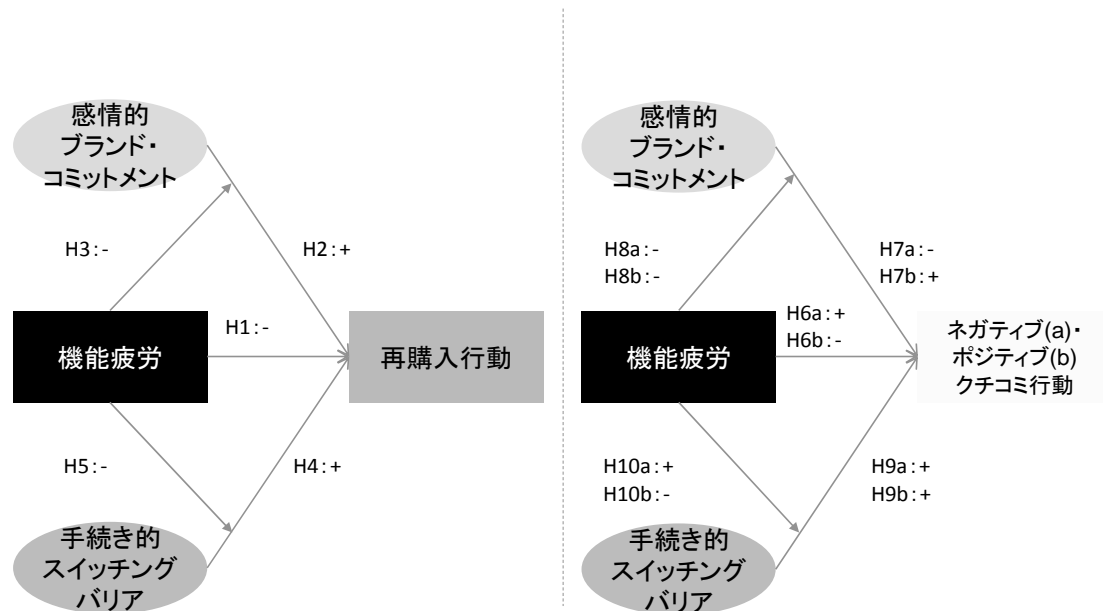 感情的
ブランド・
コミットメント
H3:-
H2:+
機能疲労
H1:-
再購入行動
H5:-
H4:+
手続き的
スイッチング
バリア
感情的
ブランド・
コミットメント
H8a:-
H8b:-
H7a:-
H7b:+
機能疲労
H6a:+
H6b:-
ネガティブ(a)・
ポジティブ(b)
クチコミ行動
H10a:+
H10b:-
H9a:+
H9b:+
手続き的
スイッチング
バリア